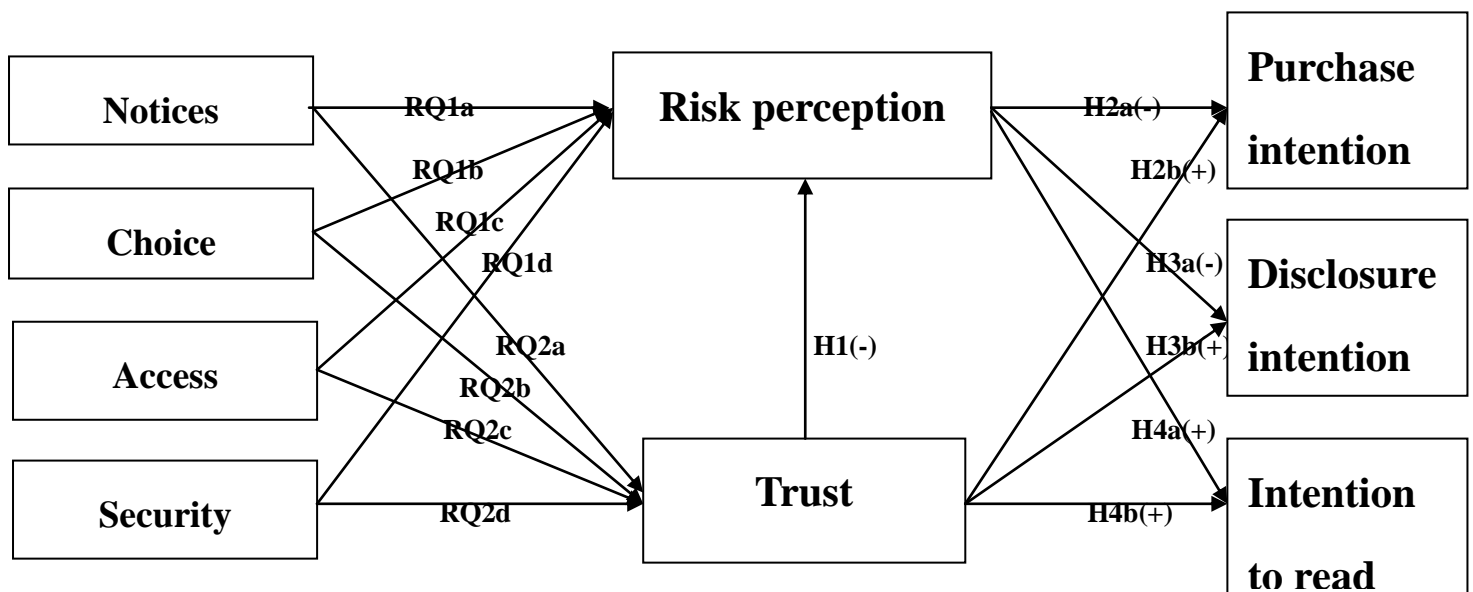 Notices
Choice
Access
Security
RQ1a
RQ1b
RQ1c
RQ1d
RQ2a
RQ2b
RQ2c
RQ2d
Risk perception
H1(-)
Trust
H2a(-)
H2b(+)
H3a(-)
H3b(+)
H4a(+)
H4b(+)
Purchase
intention
Disclosure
intention
Intention
to read